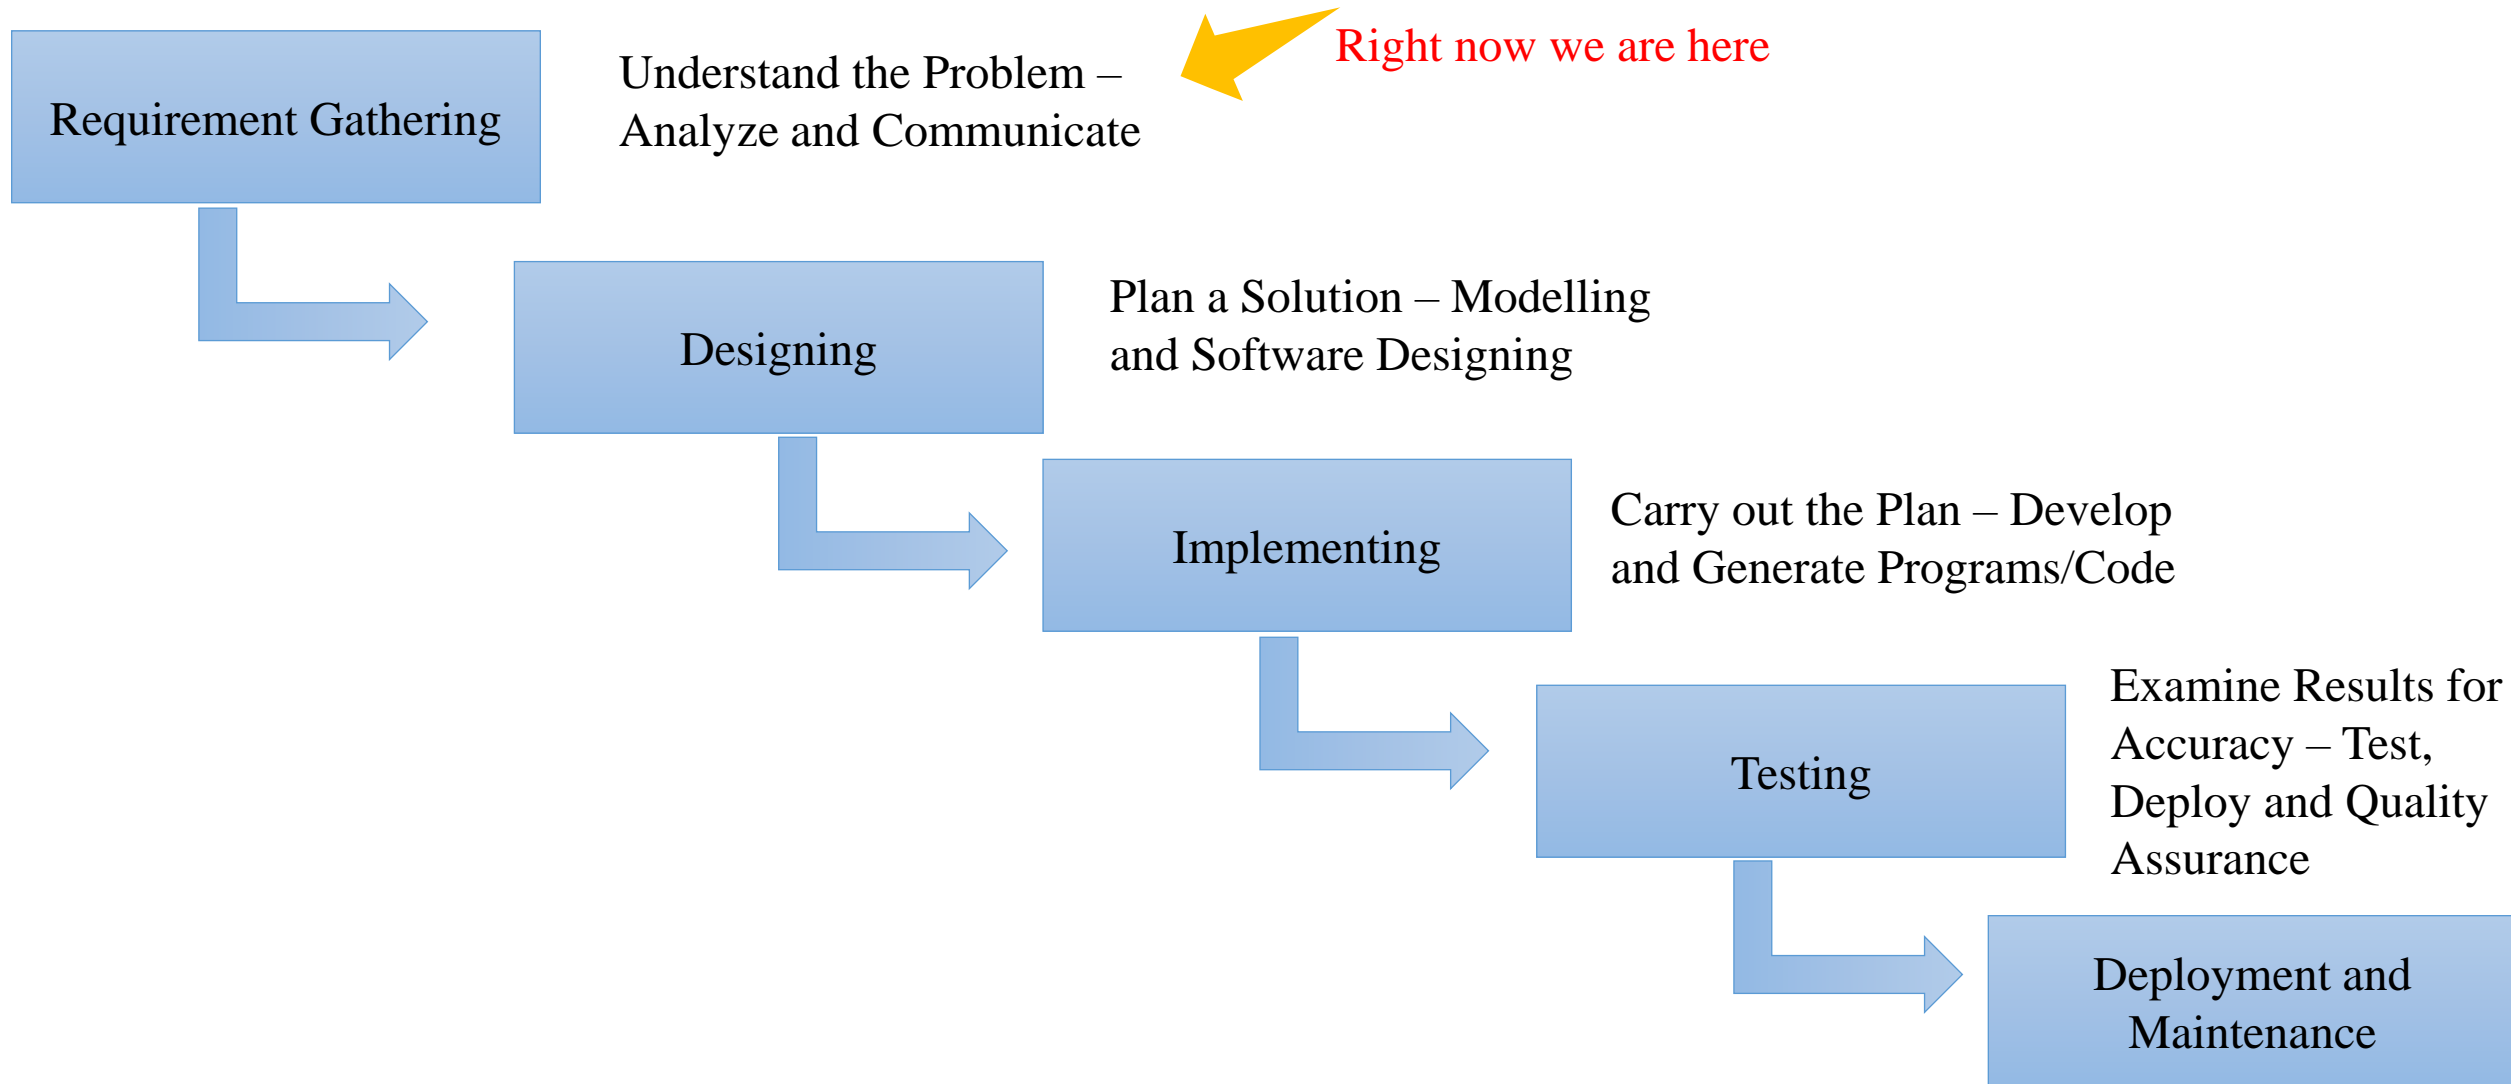 Right now we are here
Requirement Gathering
Understand the Problem –
Analyze and Communicate
Designing
Plan a Solution – Modelling
and Software Designing
Implementing
Carry out the Plan – Develop
and Generate Programs/Code
Testing
Examine Results for
Accuracy – Test,
Deploy and Quality
Assurance
Deployment and
Maintenance